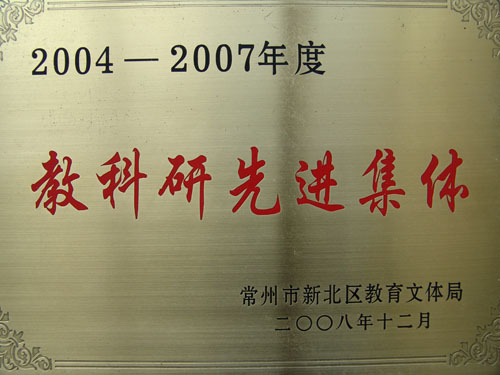 2004—2007年度
教科研先进集体
常州市新北区教育文体局
二〇〇八年十二月